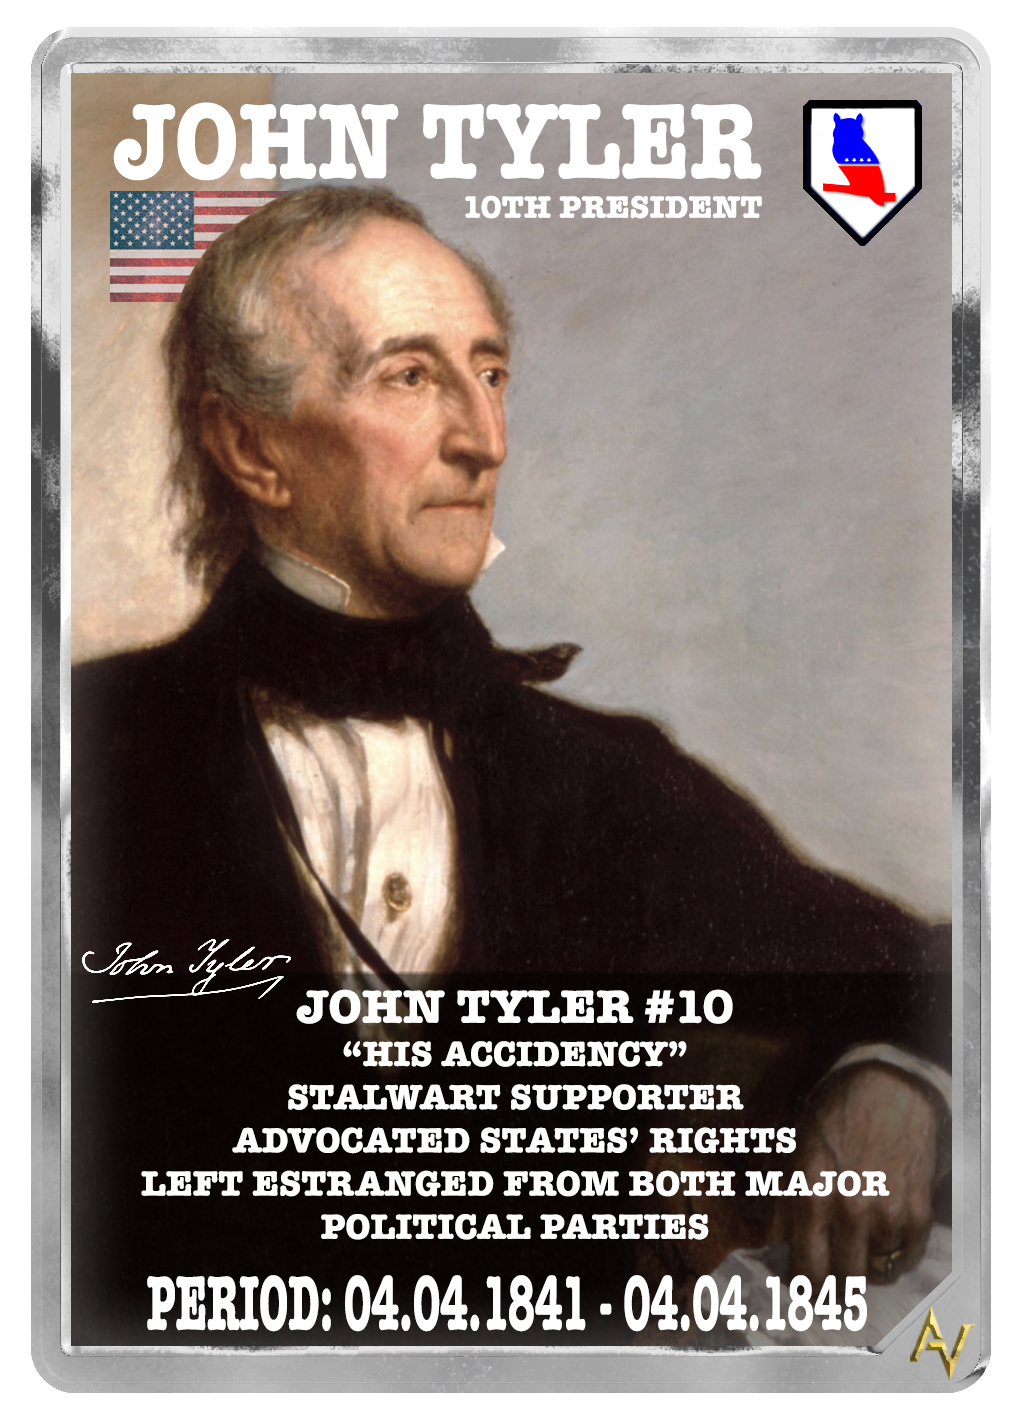 JOHN TYLER
10TH PRESIDENT
John Tyler
JOHN TYLER #10
“HIS ACCIDENCY”
STALWART SUPPORTER
ADVOCATED STATES’ RIGHTS
LEFT ESTRANGED FROM BOTH MAJOR
POLITICAL PARTIES
PERIOD: 04.04.1841 - 04.04.1845
AV